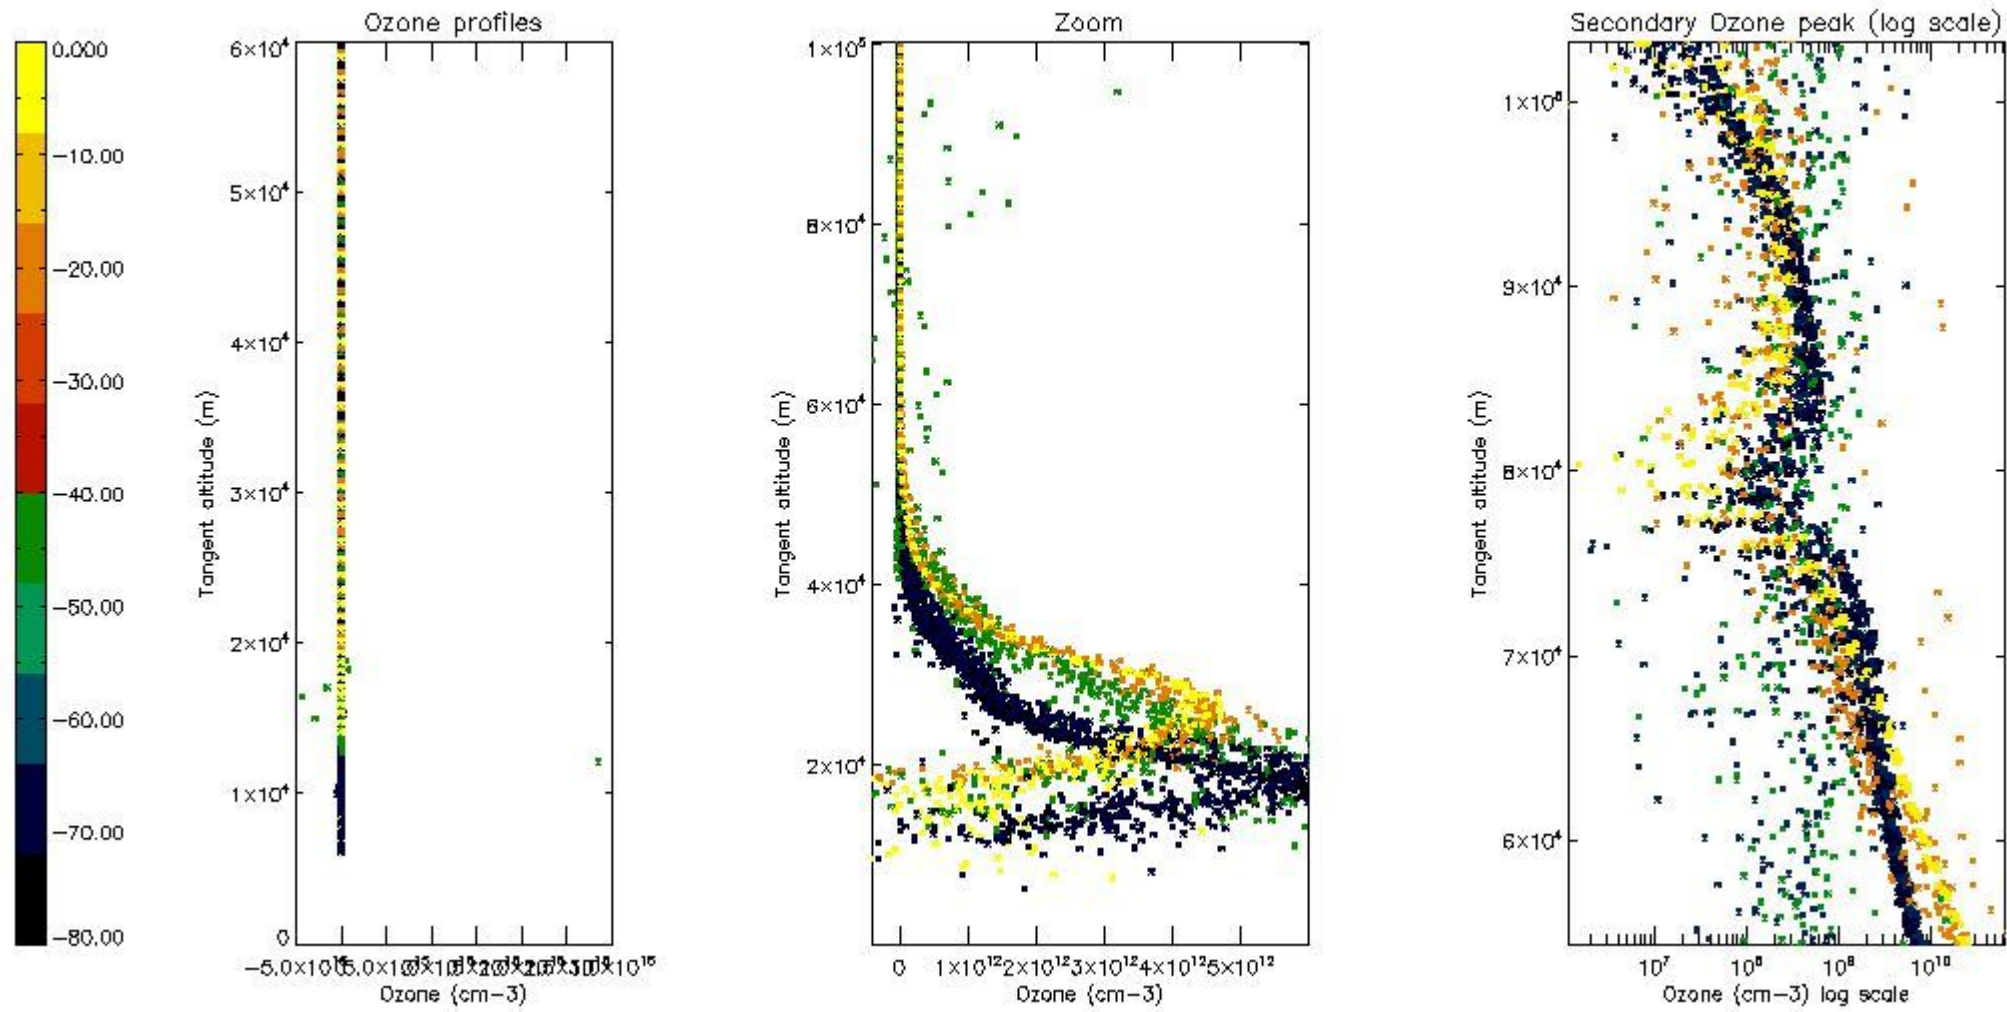 Ozone profiles
Zoom
Secondary Ozone peak (log scale)
0.000
−10.00
−20.00
−30.00
−40.00
−50.00
−60.00
−70.00
−80.00
6×10⁴
5×10⁴
4×10⁴
3×10⁴
2×10⁴
1×10⁴
0
Tangent altitude (m)
Ozone (cm−3)
1×10⁵
8×10⁴
6×10⁴
4×10⁴
2×10⁴
Tangent altitude (m)
0 1×10¹² 2×10¹² 3×10¹² 4×10¹² 5×10¹²
Ozone (cm−3)
9×10⁴
8×10⁴
7×10⁴
6×10⁴
Tangent altitude (m)
10⁷ 10⁸ 10⁹ 10¹⁰
Ozone (cm−3) log scale